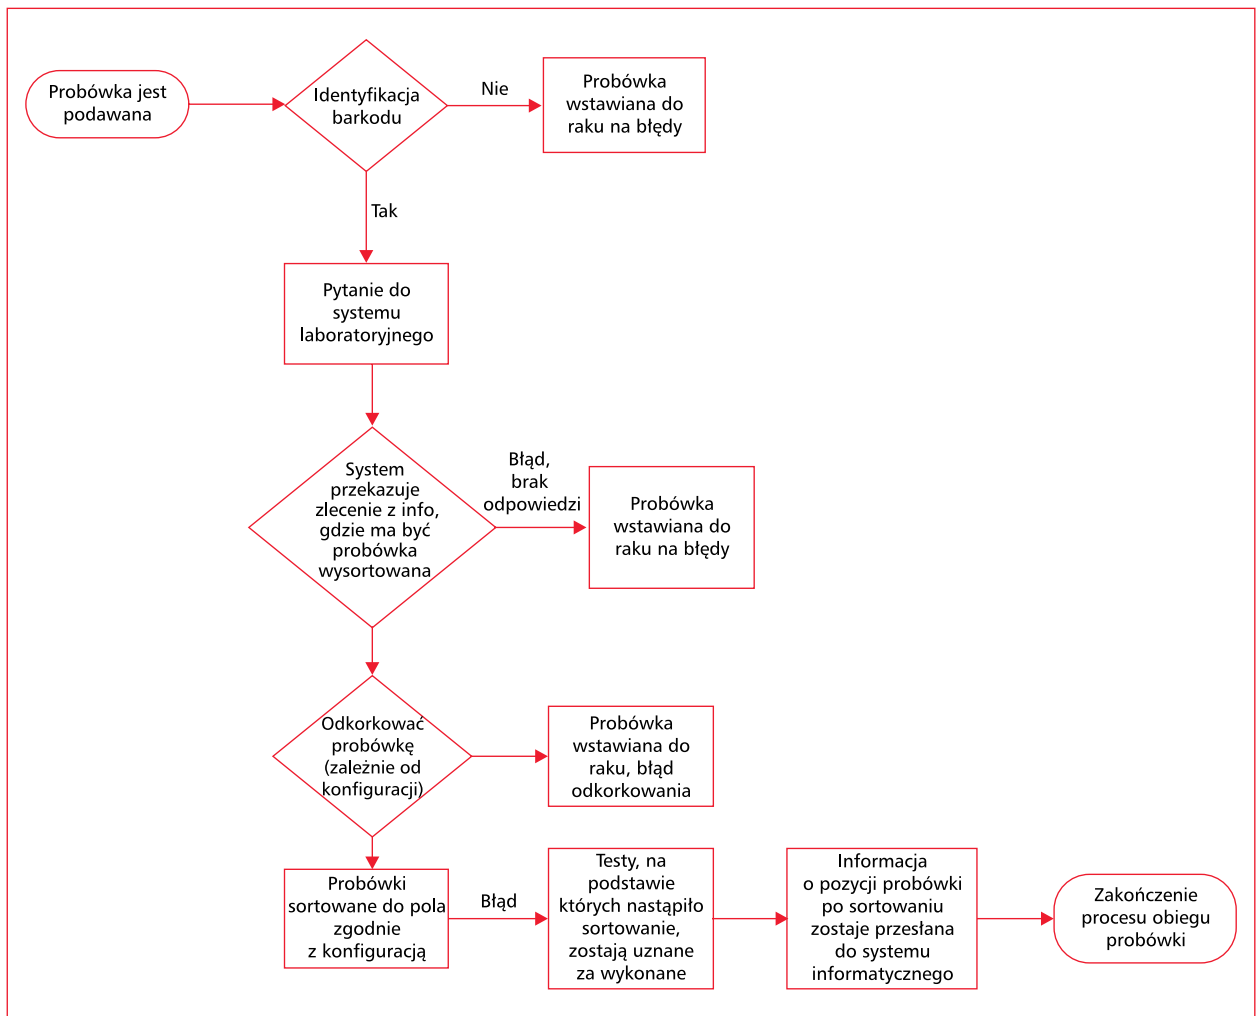 Probówka jest
podawana
Identyfikacja
barkodu
Nie
Probówka
wstawiana do
raku na błędy
Tak
Pytanie do
systemu
laboratoryjnego
System
przekazuje
zlecenie z info,
gdzie ma być
probówka
wysortowana
Błąd,
brak
odpowiedzi
Probówka
wstawiana do
raku na błędy
Odkorkować
probówkę
(zależnie od
konfiguracji)
Probówka
wstawiana do
raku, błąd
odkorkowania
Probówki
sortowane do pola
zgodnie
z konfiguracją
Błąd
Testy, na
podstawie
których nastąpiło
sortowanie,
zostają uznane
za wykonane
Informacja
o pozycji probówki
po sortowaniu
zostaje przesłana
do systemu
informatycznego
Zakończenie
procesu obiegu
probówki